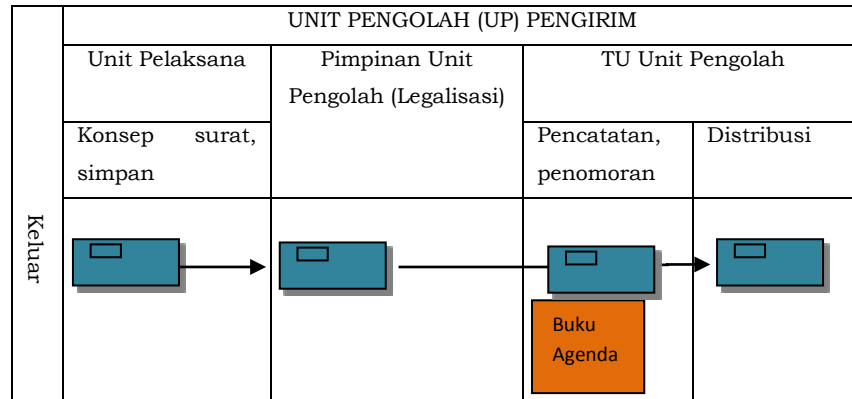 UNIT PENGOLAH (UP) PENGIRIM
Unit Pelaksana
Pimpinan Unit
Pengolah (Legalisasi)
TU Unit Pengolah
Konsep surat,
simpan
Pencatatan,
penomoran
Distribusi
Keluar
Buku
Agenda